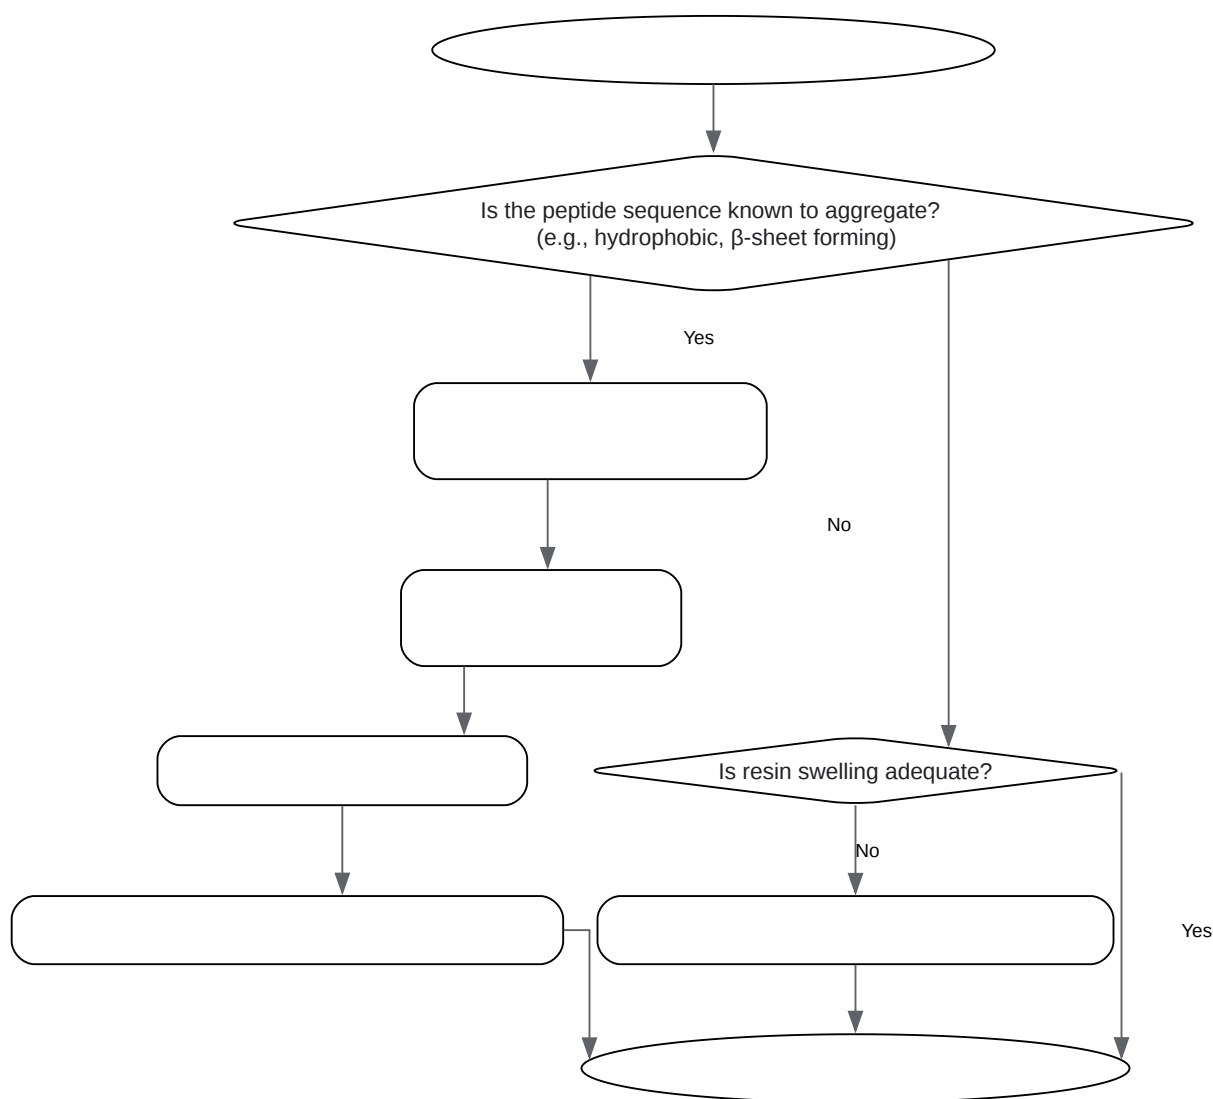 Is the peptide sequence known to aggregate?
(e.g., hydrophobic, β-sheet forming)
Yes
No
Is resin swelling adequate?
No
Yes